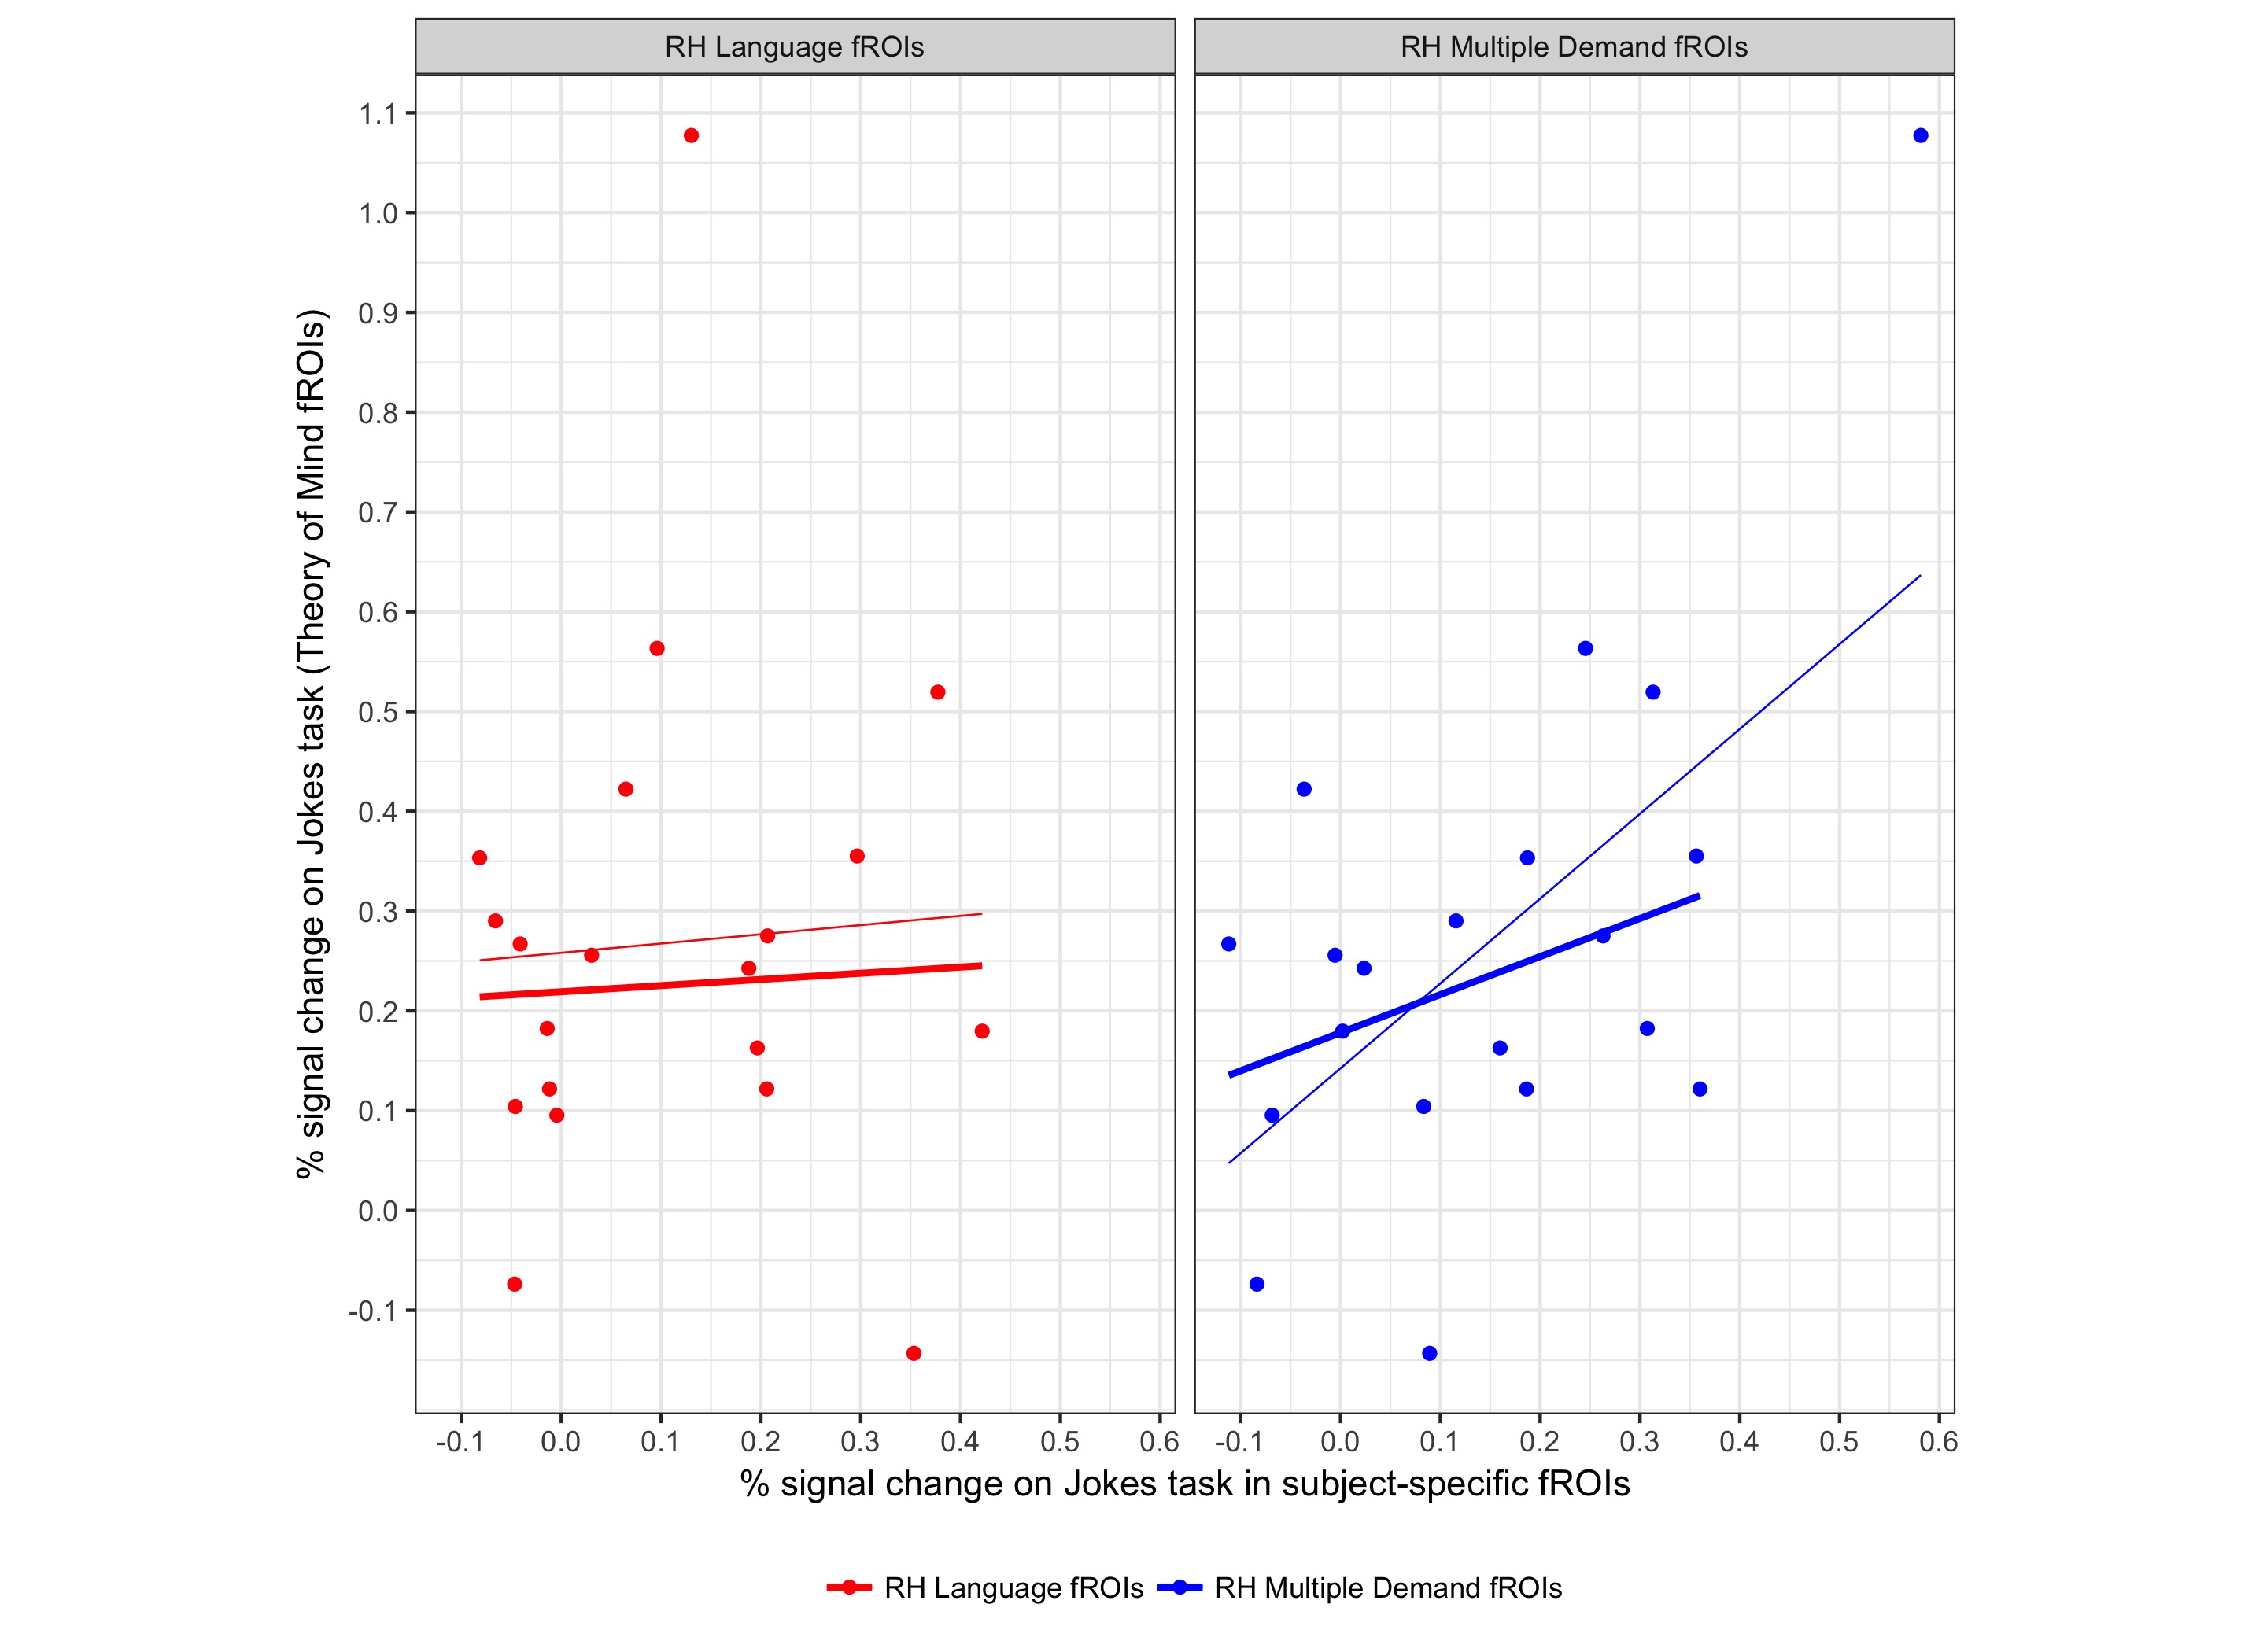 RH Language fROIs
RH Multiple Demand fROIs
% signal change on Jokes task (Theory of Mind fROIs)
1.1
1.0
0.9
0.8
0.7
0.6
0.5
0.4
0.3
0.2
0.1
0.0
-0.1
-0.1 0.0 0.1 0.2 0.3 0.4 0.5 0.6
-0.1 0.0 0.1 0.2 0.3 0.4 0.5 0.6
% signal change on Jokes task in subject-specific fROIs
RH Language fROIs RH Multiple Demand fROIs